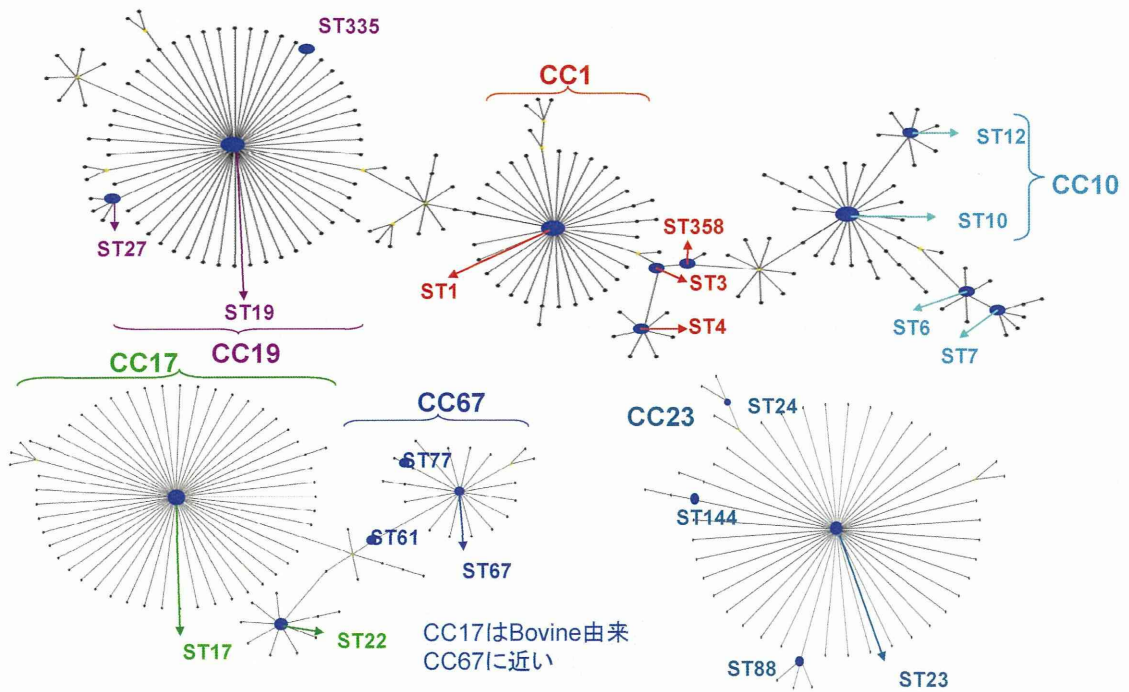 ST335
CC1
ST12
CC10
ST10
ST358
ST27
ST1
ST3
ST19
ST4
ST6
ST7
CC19
CC17
CC67
CC23
ST24
ST77
ST144
ST61
ST67
ST17
ST22
CC17はBovine由来
CC67に近い
ST88
ST23